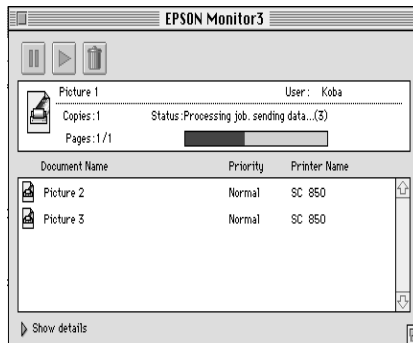 EPSON Monitor3
Picture 1 User: Koba
Copies:1 Status:Processing job. sending data...(3)
Pages:1/1
Document Name Priority Printer Name
Picture 2 Normal SC 850
Picture 3 Normal SC 850
Show details